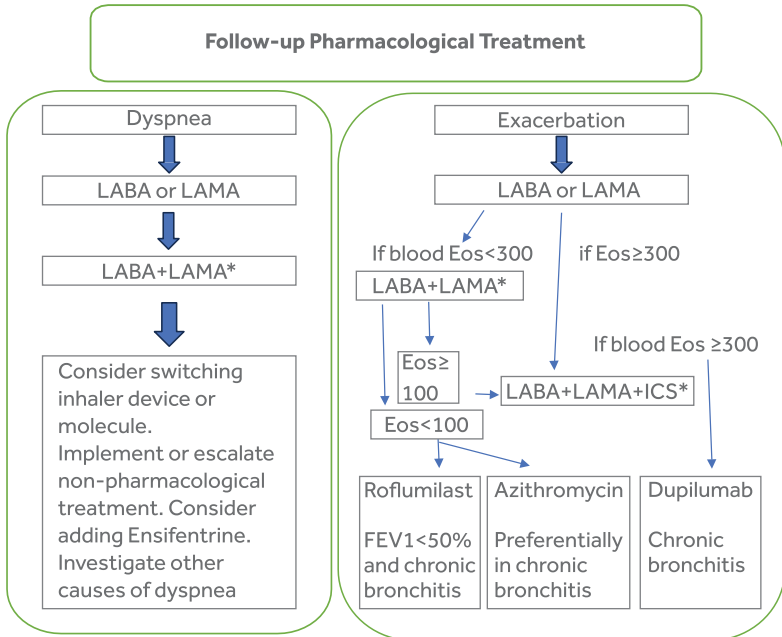 Follow-up Pharmacological Treatment
Dyspnea
LABA or LAMA
LABA+LAMA*
Consider switching
inhaler device or
molecule.
Implement or escalate
non-pharmacological
treatment. Consider
adding Ensifentrine.
Investigate other
causes of dyspnea
Exacerbation
LABA or LAMA
If blood Eos<300
if Eos≥300
LABA+LAMA*
If blood Eos ≥300
Eos≥
100
LABA+LAMA+ICS*
Eos<100
Roflumilast
FEV1<50%
and chronic
bronchitis
Azithromycin
Preferentially
in chronic
bronchitis
Dupilumab
Chronic
bronchitis